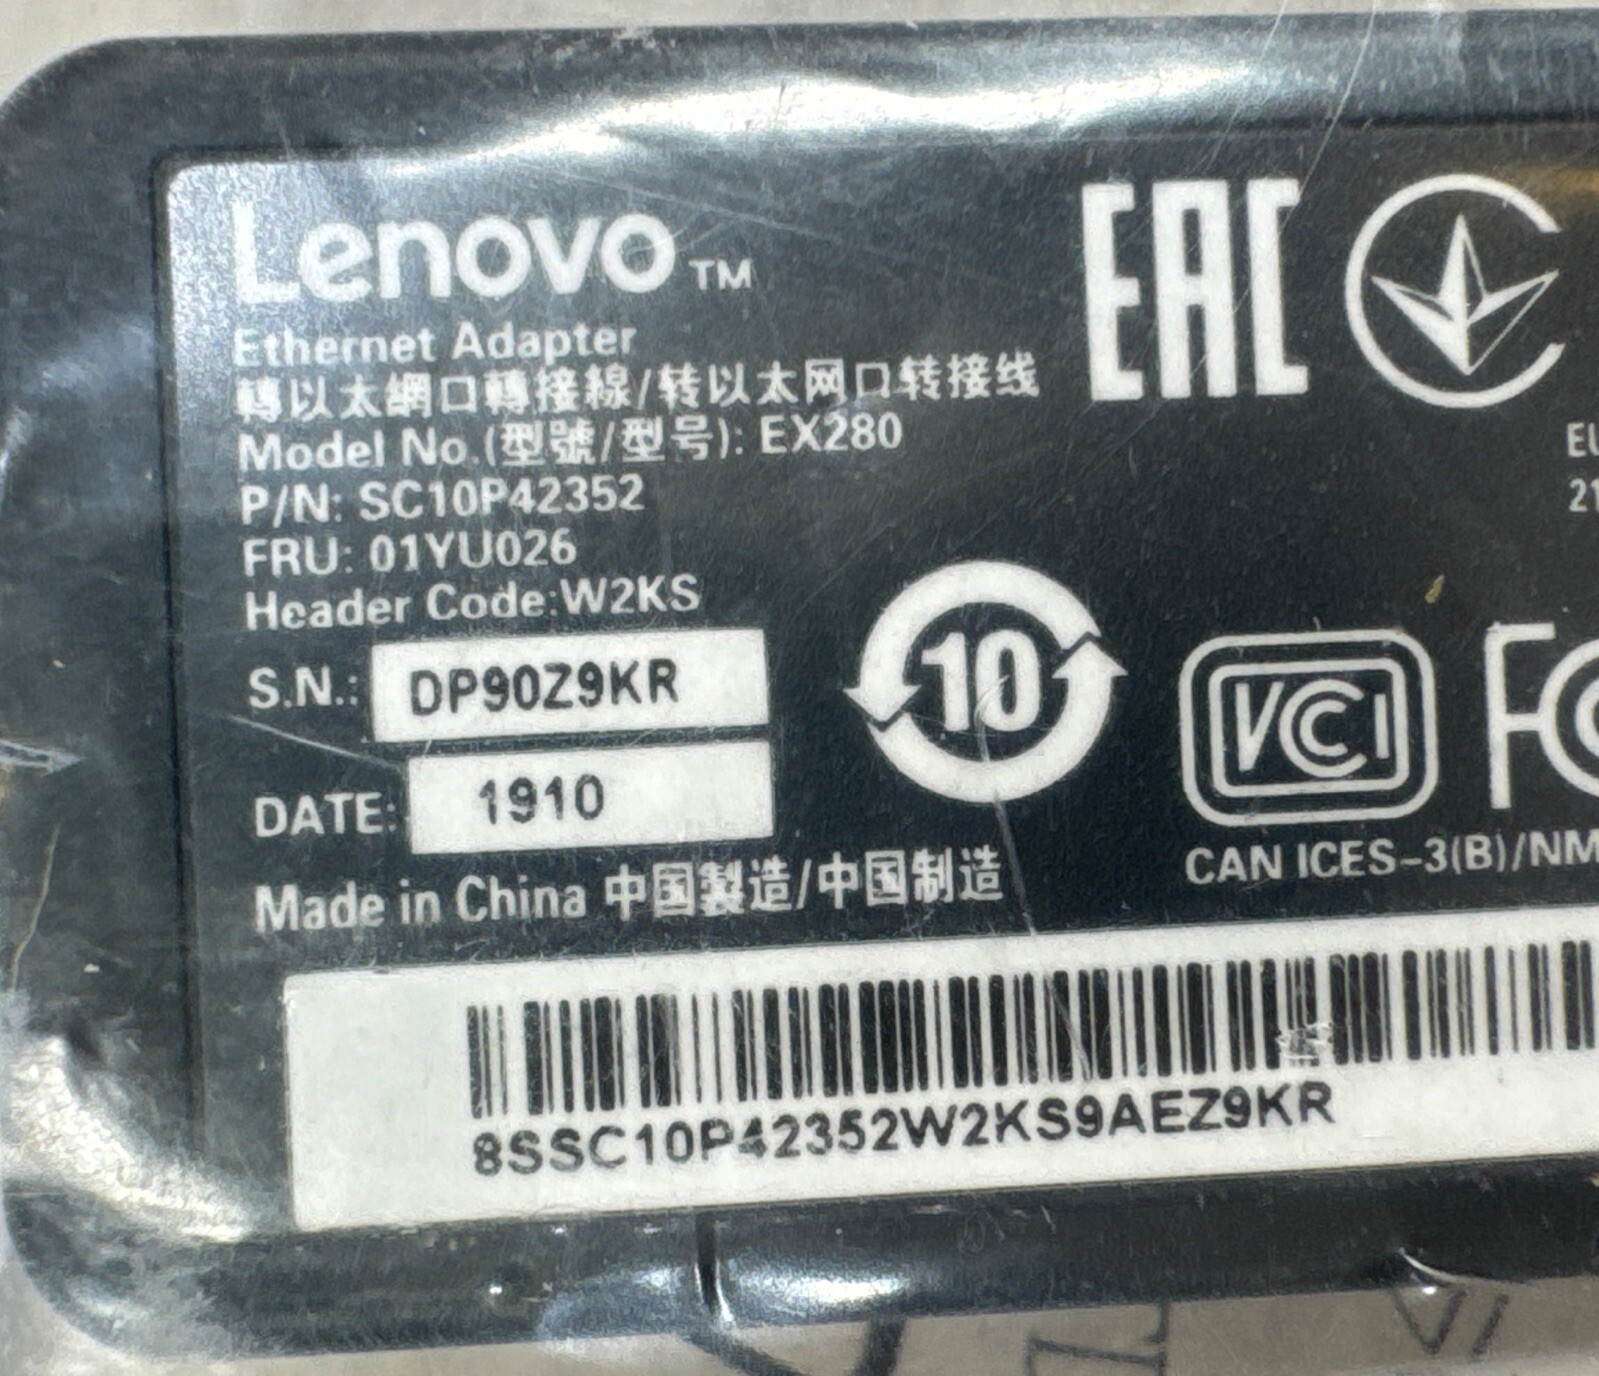 Lenovo™
Ethernet Adapter
轉以太網口轉接線/转以太网口转接线
Model No.(型號/型号): EX280
P/N: SC10P42352
FRU: 01YU026
Header Code:W2KS
S.N.: DP90Z9KR
DATE: 1910
Made in China 中国製造/中国制造
EAC
10
VCI
FC
CAN ICES-3(B)/NM
8SSC10P42352W2KS9AEZ9KR